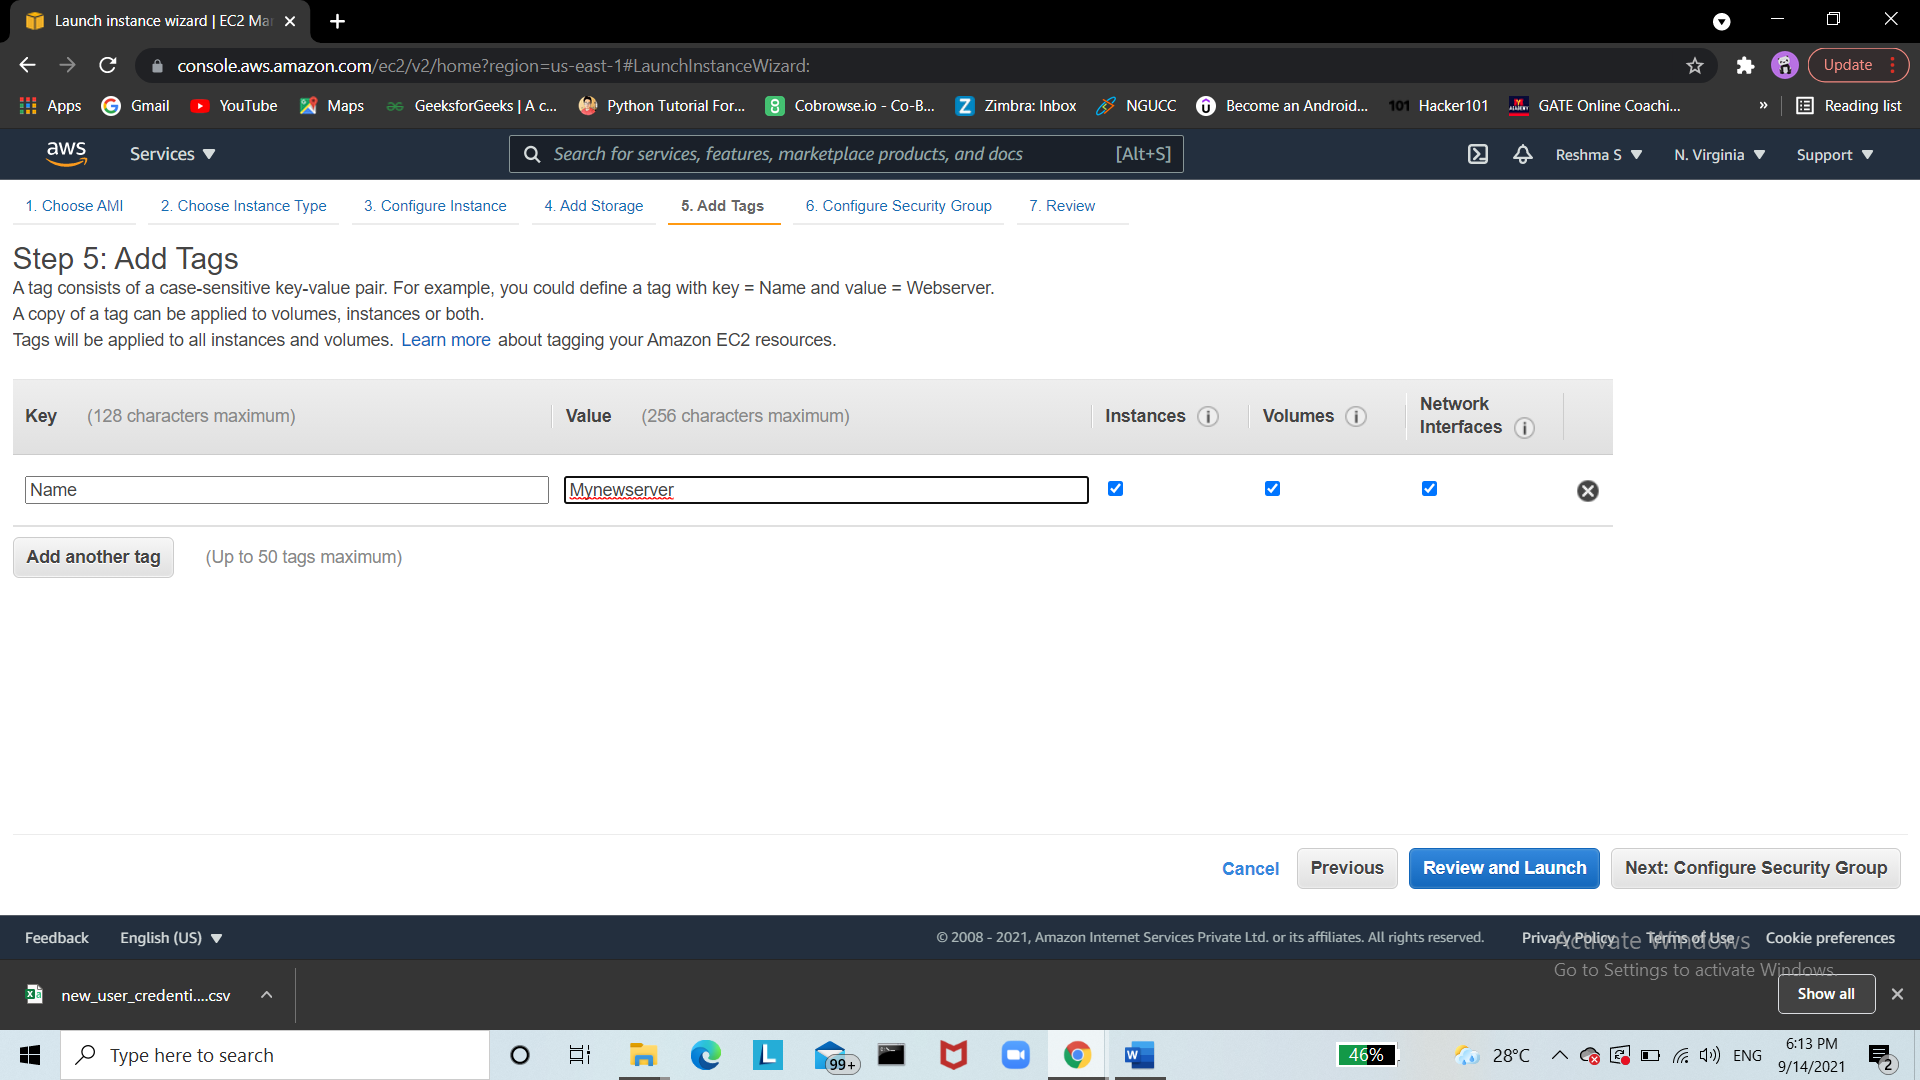 Launch instance wizard | EC2 Ma
console.aws.amazon.com/ec2/v2/home?region=us-east-1#LaunchInstanceWizard:
Update
Apps Gmail YouTube Maps GeeksforGeeks | A c... Python Tutorial For... Cobrowse.io - Co-B... Zimbra: Inbox NGUCC Become an Android... 101 Hacker101 GATE Online Coachi... » Reading list
aws Services Search for services, features, marketplace products, and docs [Alt+S] Reshma S N. Virginia Support
1. Choose AMI 2. Choose Instance Type 3. Configure Instance 4. Add Storage 5. Add Tags 6. Configure Security Group 7. Review
Step 5: Add Tags
A tag consists of a case-sensitive key-value pair. For example, you could define a tag with key = Name and value = Webserver.
A copy of a tag can be applied to volumes, instances or both.
Tags will be applied to all instances and volumes. Learn more about tagging your Amazon EC2 resources.
Key (128 characters maximum) Value (256 characters maximum) Instances Volumes Network Interfaces
Name Mynewserver
Add another tag (Up to 50 tags maximum)
Cancel Previous Review and Launch Next: Configure Security Group
Feedback English (US) © 2008 - 2021, Amazon Internet Services Private Ltd. or its affiliates. All rights reserved. Privacy Policy Terms of Use Cookie preferences
Activate Windows
Go to Settings to activate Windows.
new_user_credenti....csv Show all
Type here to search 99+ 46% 28°C ENG 6:13 PM
9/14/2021 2